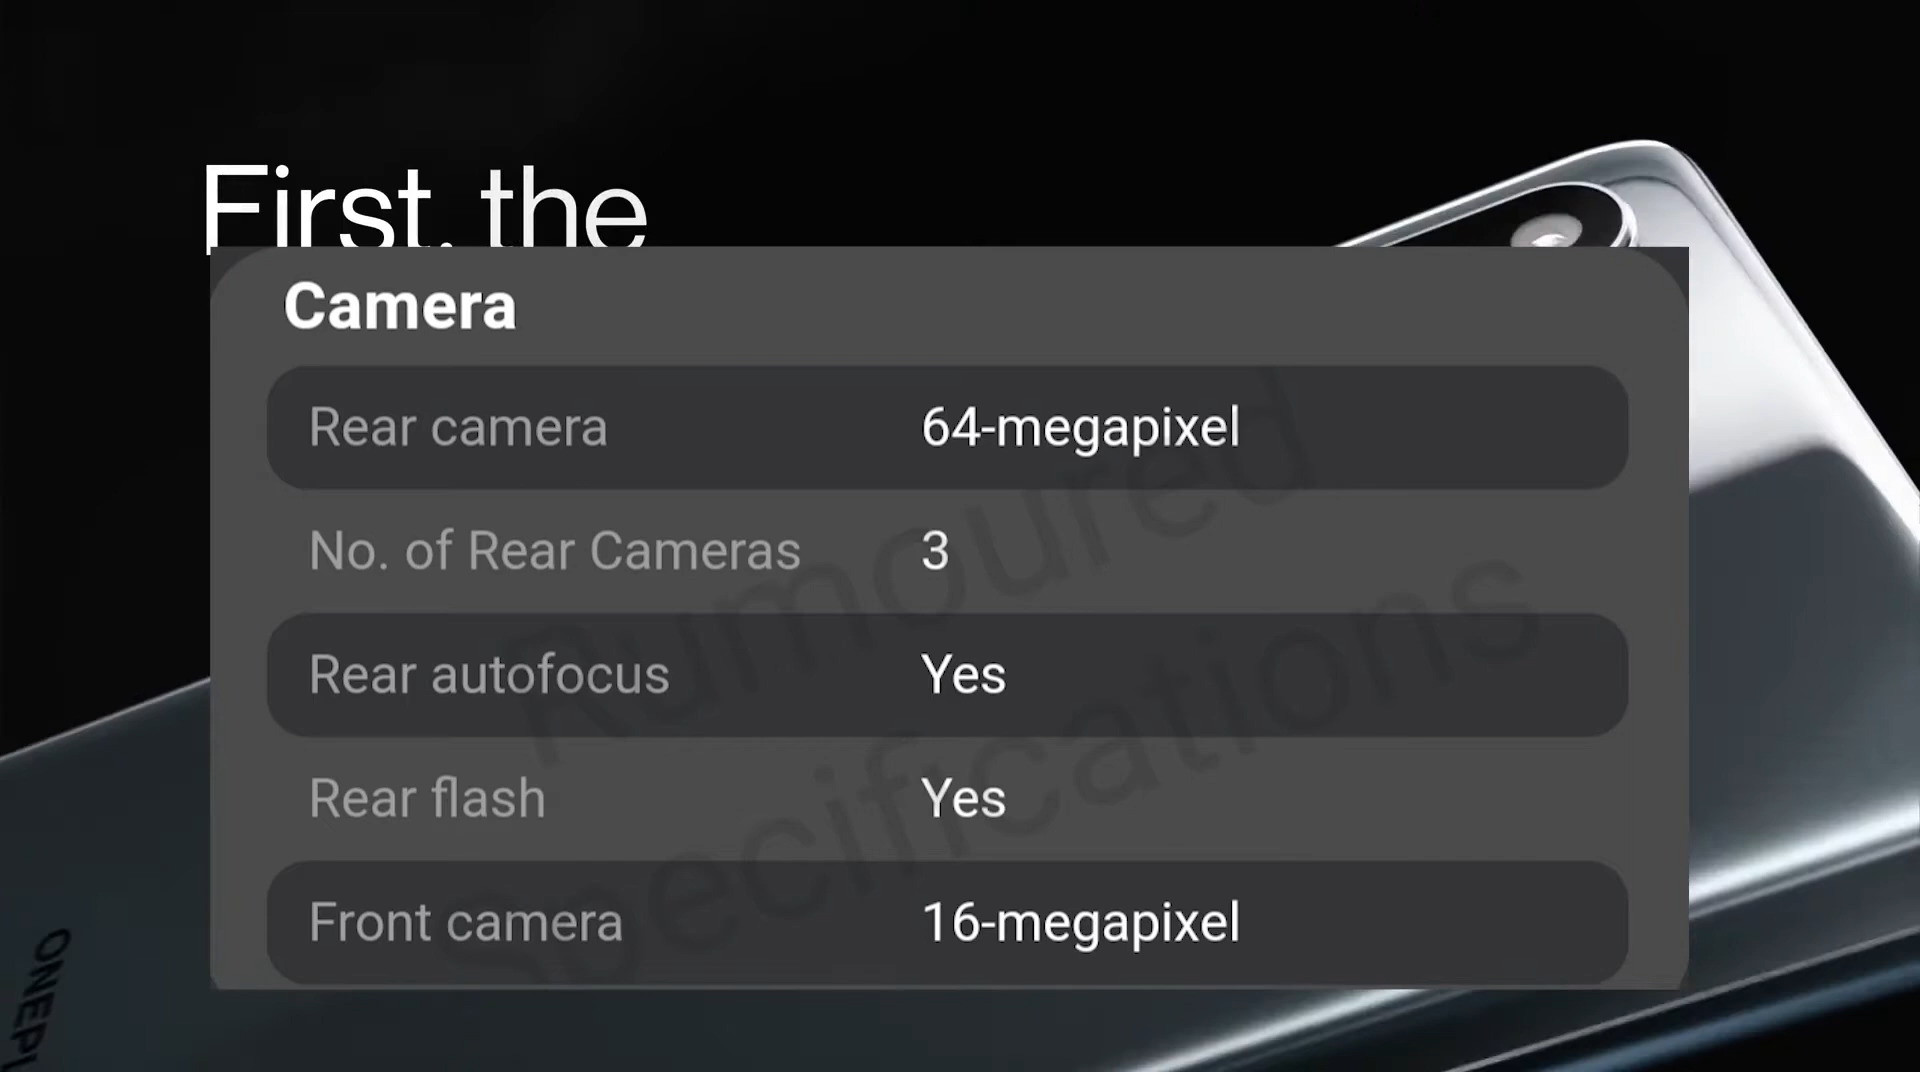 First, the
Camera
Rear camera 64-megapixel
No. of Rear Cameras 3
Rear autofocus Yes
Rear flash Yes
Front camera 16-megapixel
Rumoured
Specifications
ONEPL